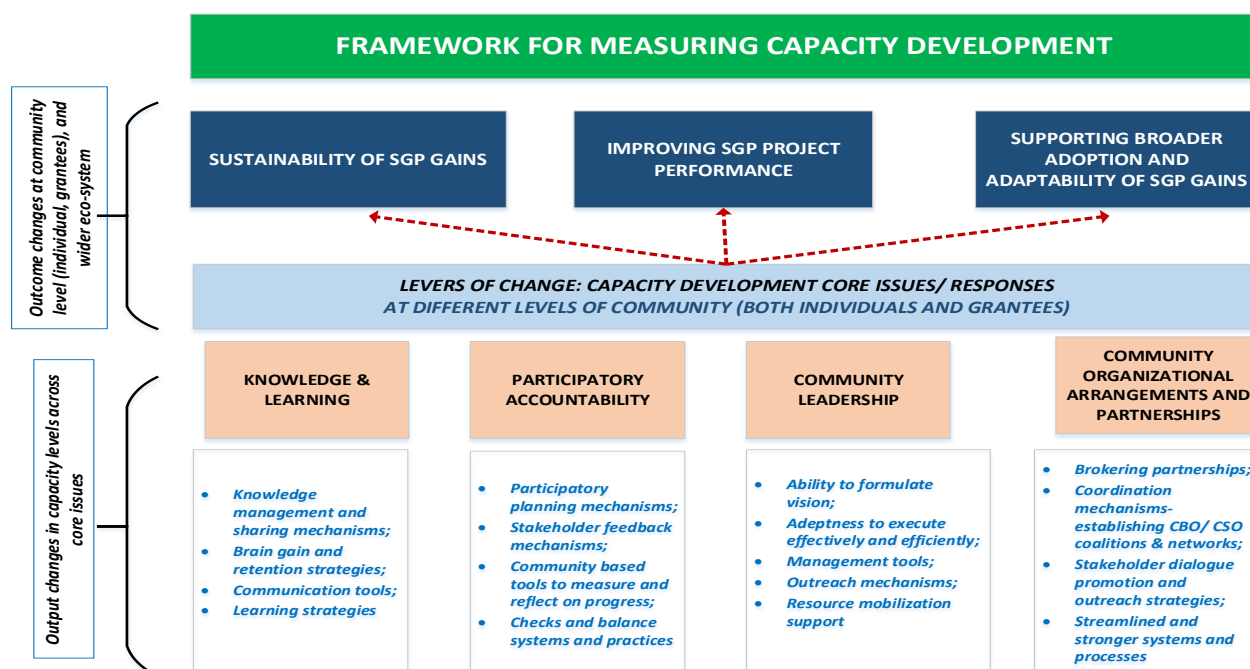 FRAMEWORK FOR MEASURING CAPACITY DEVELOPMENT
Outcome changes at community
level (individual, grantees), and
wider eco-system
SUSTAINABILITY OF SGP GAINS
IMPROVING SGP PROJECT
PERFORMANCE
SUPPORTING BROADER
ADOPTION AND
ADAPTABILITY OF SGP GAINS
LEVERS OF CHANGE: CAPACITY DEVELOPMENT CORE ISSUES/ RESPONSES
AT DIFFERENT LEVELS OF COMMUNITY (BOTH INDIVIDUALS AND GRANTEES)
Output changes in capacity levels across
core issues
KNOWLEDGE &
LEARNING
PARTICIPATORY
ACCOUNTABILITY
COMMUNITY
LEADERSHIP
COMMUNITY
ORGANIZATIONAL
ARRANGEMENTS AND
PARTNERSHIPS
• Knowledge
management and
sharing mechanisms;
• Brain gain and
retention strategies;
• Communication tools;
• Learning strategies
• Participatory
planning mechanisms;
• Stakeholder feedback
mechanisms;
• Community based
tools to measure and
reflect on progress;
• Checks and balance
systems and practices
• Ability to formulate
vision;
• Adeptness to execute
effectively and efficiently;
• Management tools;
• Outreach mechanisms;
• Resource mobilization
support
• Brokering partnerships;
• Coordination
mechanisms-
establishing CBO/ CSO
coalitions & networks;
• Stakeholder dialogue
promotion and
outreach strategies;
• Streamlined and
stronger systems and
processes